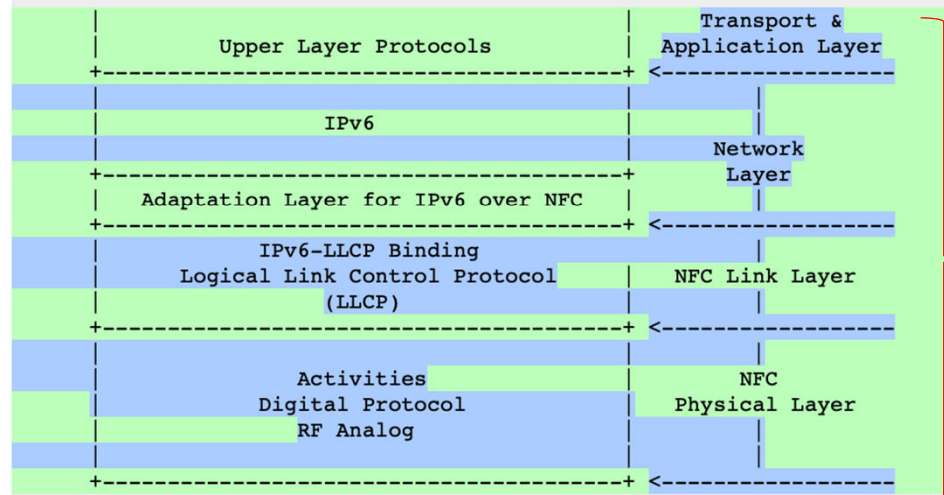 Transport &
Upper Layer Protocols Application Layer
IPv6
Network
Layer
Adaptation Layer for IPv6 over NFC
IPv6-LLCP Binding
Logical Link Control Protocol NFC Link Layer
(LLCP)
Activities NFC
Digital Protocol Physical Layer
RF Analog